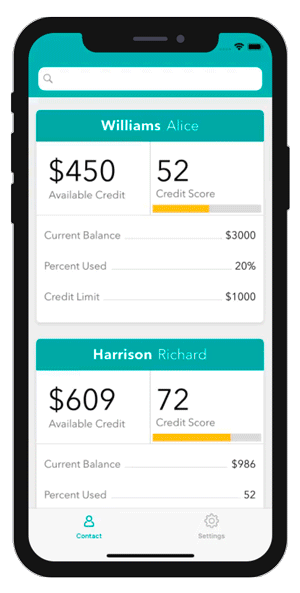 Williams Alice
$450 52
Available Credit Credit Score
Current Balance $3000
Percent Used 20%
Credit Limit $1000
Harrison Richard
$609 72
Available Credit Credit Score
Current Balance $986
Percent Used 52
Contact Settings